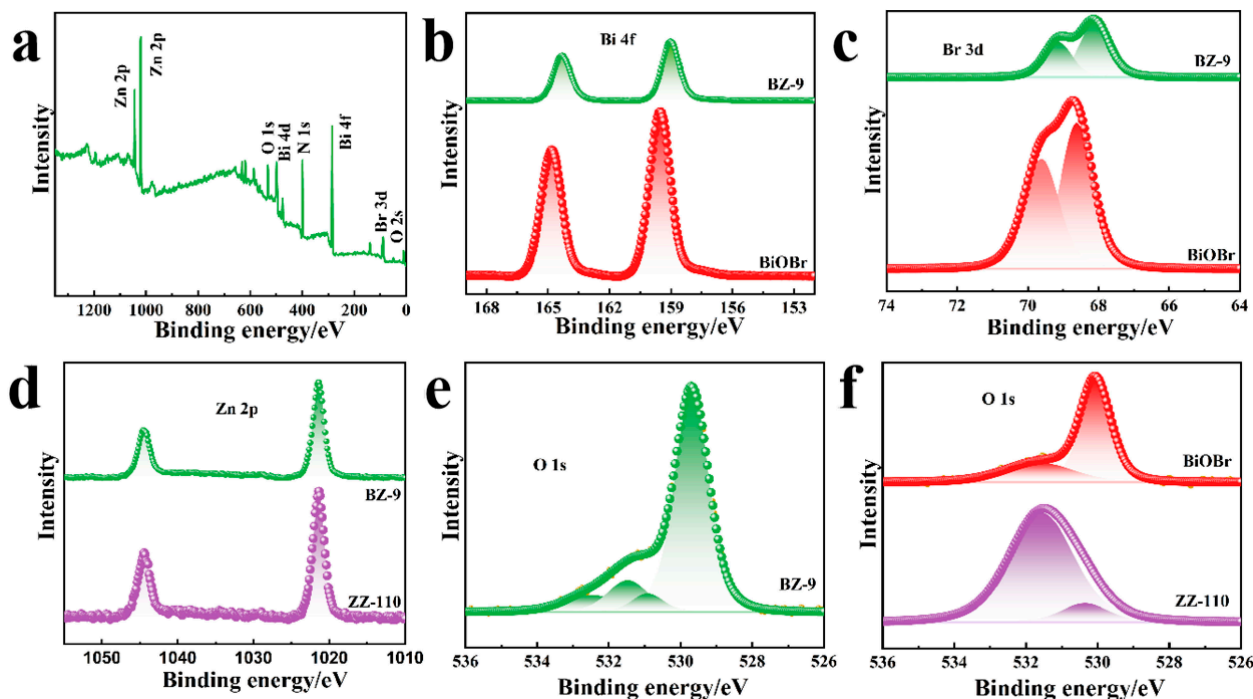 a
Zn 2p
Zn 2p
O 1s
Bi 4d
N 1s
Bi 4f
Br 3d
O 2s
Intensity
1200 1000 800 600 400 200 0
Binding energy/eV
b
Bi 4f
BZ-9
BiOBr
Intensity
168 165 162 159 156 153
Binding energy/eV
c
Br 3d
BZ-9
BiOBr
Intensity
74 72 70 68 66 64
Binding energy/eV
d
Zn 2p
BZ-9
ZZ-110
Intensity
1050 1040 1030 1020 1010
Binding energy/eV
e
O 1s
BZ-9
Intensity
536 534 532 530 528 526
Binding energy/eV
f
O 1s
BiOBr
ZZ-110
Intensity
536 534 532 530 528 526
Binding energy/eV